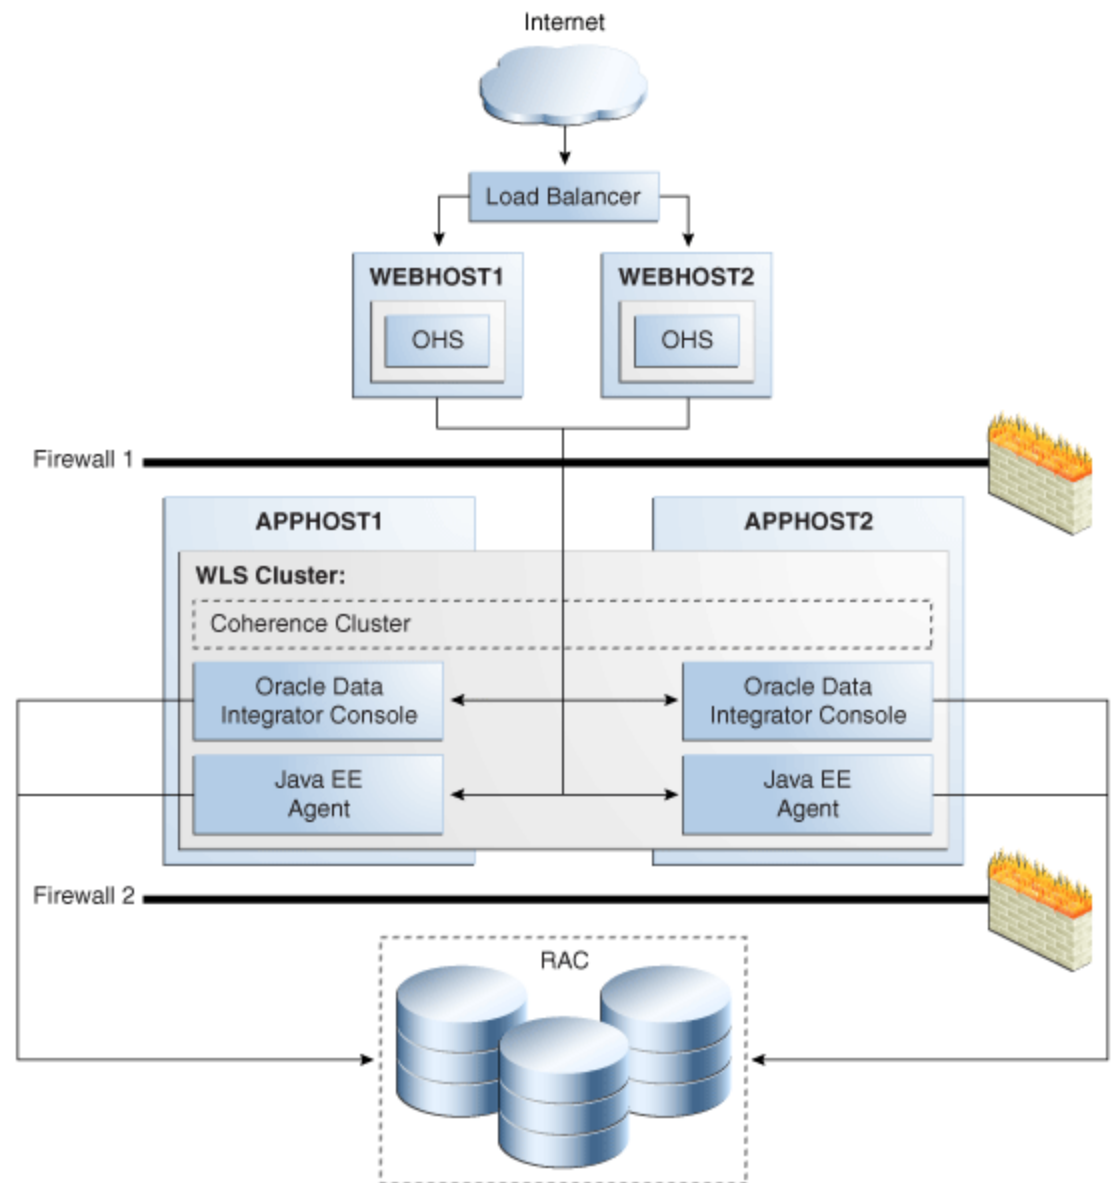 Internet
Load Balancer
WEBHOST1
WEBHOST2
OHS
OHS
Firewall 1
APPHOST1
APPHOST2
WLS Cluster:
Coherence Cluster
Oracle Data
Integrator Console
Oracle Data
Integrator Console
Java EE
Agent
Java EE
Agent
Firewall 2
RAC